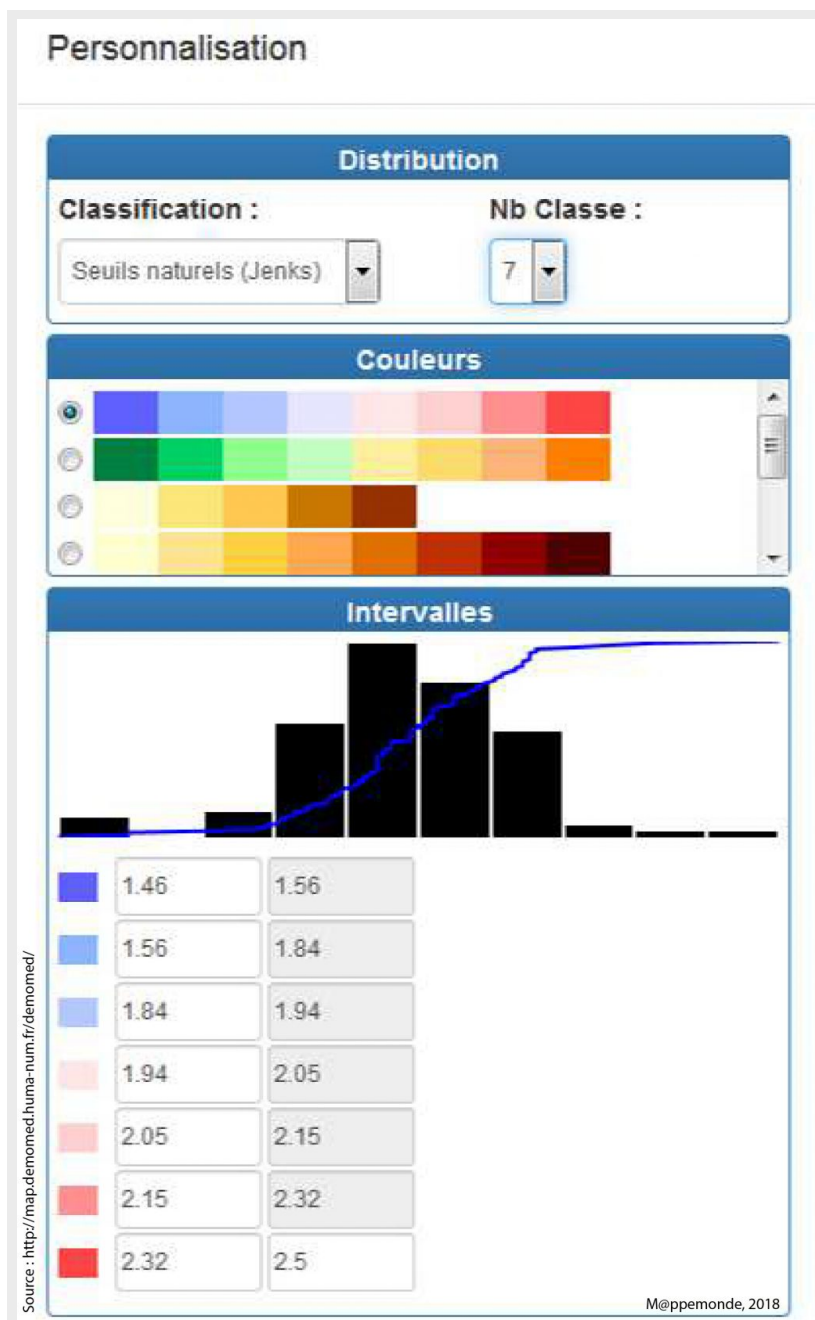 Personnalisation
Distribution
Classification : Nb Classe :
Seuils naturels (Jenks) 7
Couleurs
Intervalles
1.46 1.56
1.56 1.84
1.84 1.94
1.94 2.05
2.05 2.15
2.15 2.32
2.32 2.5
Source : http://map.demomed.huma-num.fr/demomed/
M@ppemonde, 2018